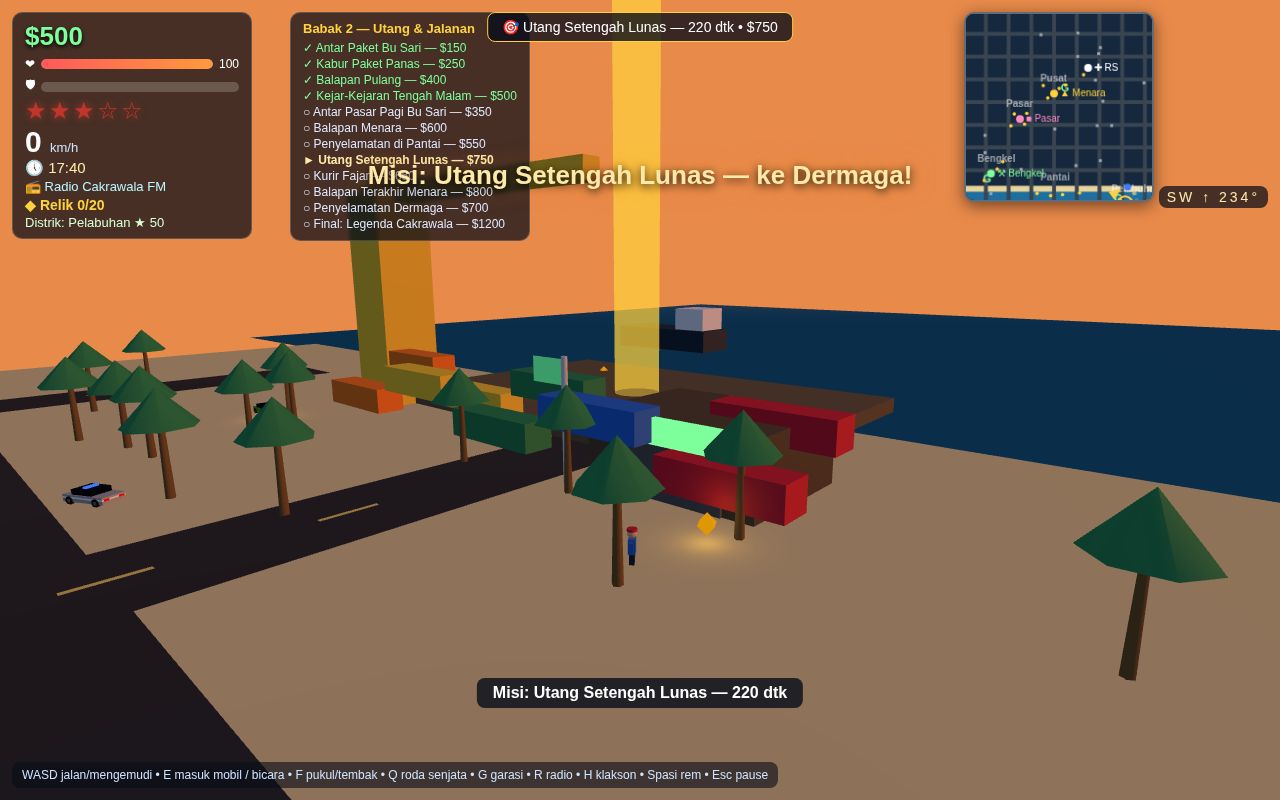 $500
❤ 100
★★★☆☆
0 km/h
🕔 17:40
📻 Radio Cakrawala FM
◆ Relik 0/20
Distrik: Pelabuhan ★ 50
Babak 2 — Utang & Jalanan
✓ Antar Paket Bu Sari — $150
✓ Kabur Paket Panas — $250
✓ Balapan Pulang — $400
✓ Kejar-Kejaran Tengah Malam — $500
○ Antar Pasar Pagi Bu Sari — $350
○ Balapan Menara — $600
○ Penyelamatan di Pantai — $550
► Utang Setengah Lunas — $750
○ Kurir Fajar
○ Balapan Terakhir Menara — $800
○ Penyelamatan Dermaga — $700
○ Final: Legenda Cakrawala — $1200
🎯 Utang Setengah Lunas — 220 dtk • $750
Misi: Utang Setengah Lunas — ke Dermaga!
✚ RS
Pusat
▲ Menara
Pasar
■ Pasar
Bengkel
⚒ Bengkel
Pantai
SW ↑ 234°
Misi: Utang Setengah Lunas — 220 dtk
WASD jalan/mengemudi • E masuk mobil / bicara • F pukul/tembak • Q roda senjata • G garasi • R radio • H klakson • Spasi rem • Esc pause